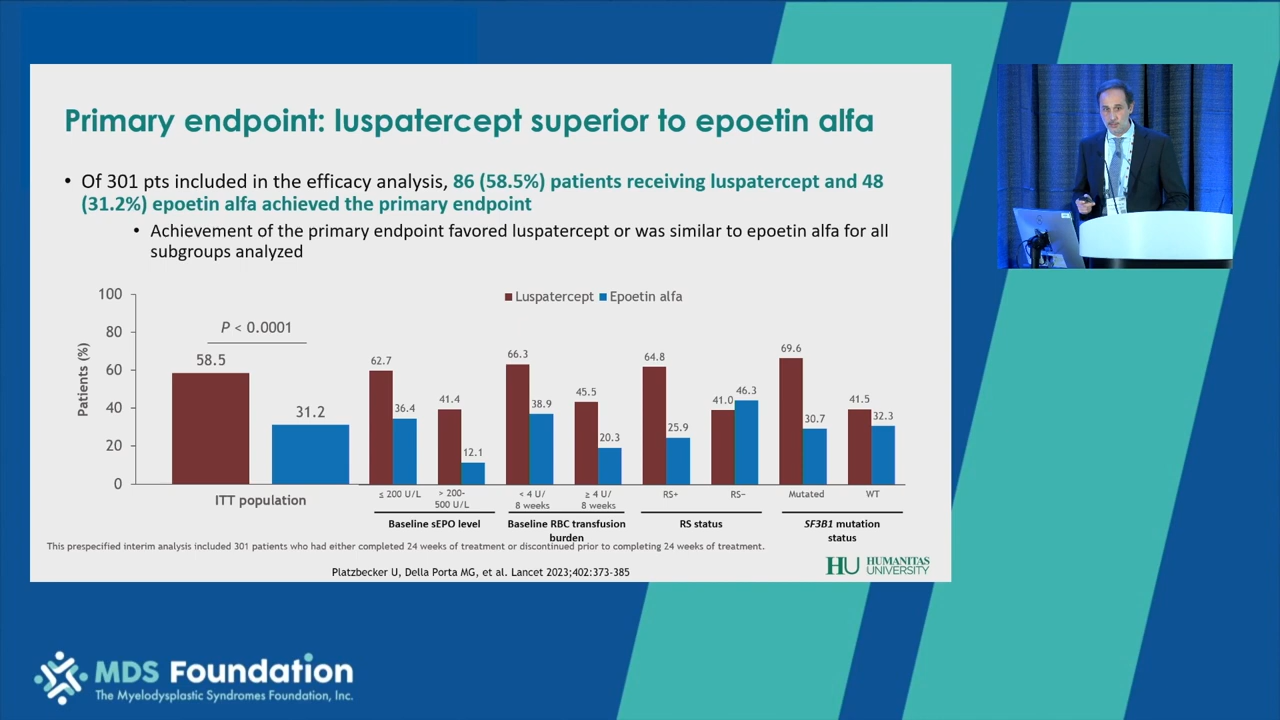 Primary endpoint: luspatercept superior to epoetin alfa
• Of 301 pts included in the efficacy analysis, 86 (58.5%) patients receiving luspatercept and 48
(31.2%) epoetin alfa achieved the primary endpoint
• Achievement of the primary endpoint favored luspatercept or was similar to epoetin alfa for all
subgroups analyzed
Luspatercept Epoetin alfa
Patients (%)
100
80
60
40
20
0
P < 0.0001
58.5
31.2
62.7
36.4
41.4
12.1
66.3
38.9
45.5
20.3
64.8
25.9
41.0
46.3
69.6
30.7
41.5
32.3
ITT population
≤ 200 U/L
> 200-
500 U/L
< 4 U/
8 weeks
≥ 4 U/
8 weeks
RS+
RS−
Mutated
WT
Baseline sEPO level
Baseline RBC transfusion
burden
RS status
SF3B1 mutation
status
This prespecified interim analysis included 301 patients who had either completed 24 weeks of treatment or discontinued prior to completing 24 weeks of treatment.
Platzbecker U, Della Porta MG, et al. Lancet 2023;402:373-385
HU HUMANITAS
UNIVERSITY
MDS Foundation
The Myelodysplastic Syndromes Foundation, Inc.